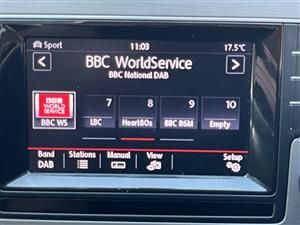 Sport 11:03 17.5°C
BBC WorldService
BBC National DAB
BBC WORLD SERVICE 7 8 9 10
BBC WS LBC Heart80s BBC R6M Empty
Band Stations Manual View Setup
DAB